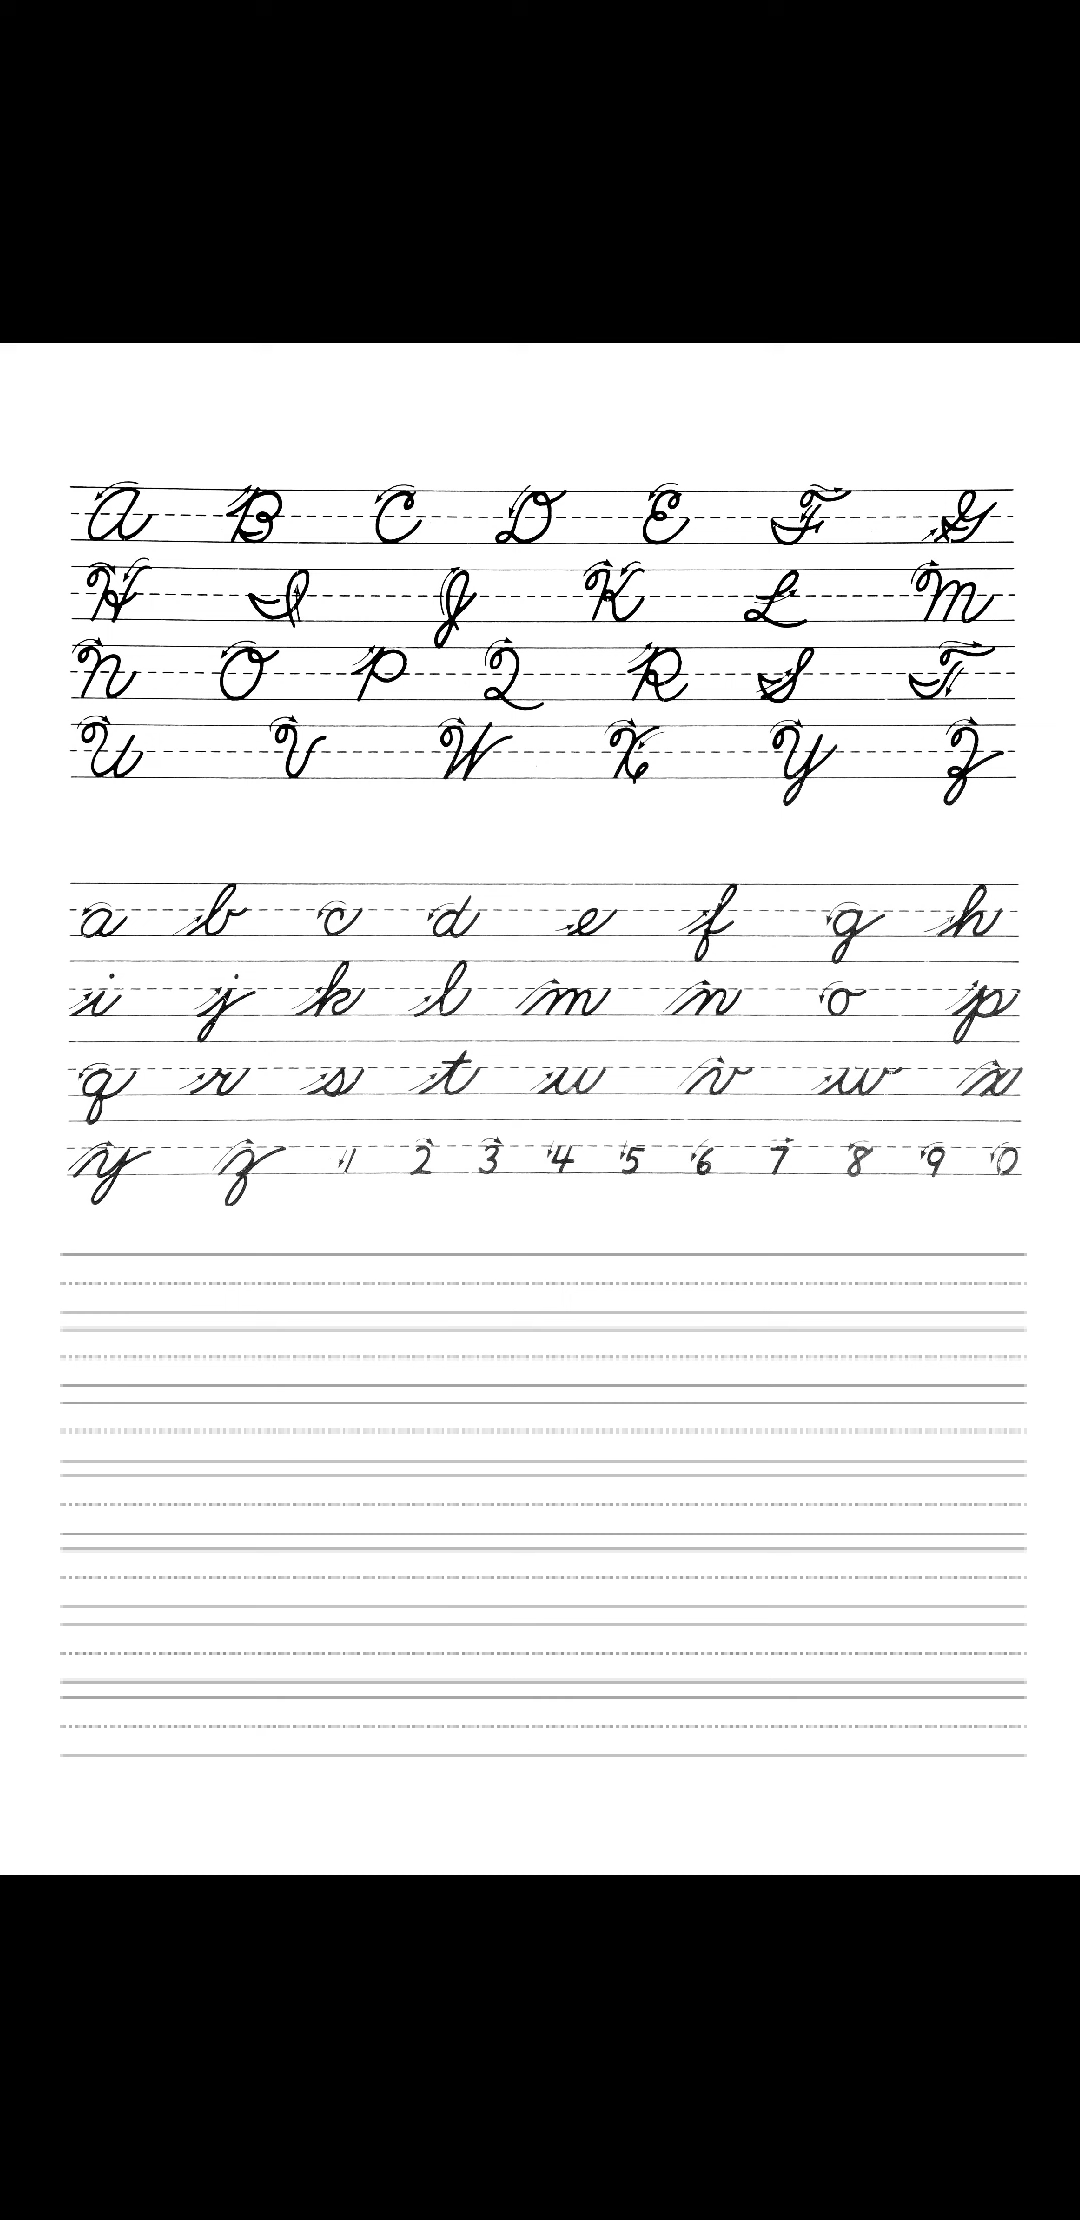 A B C D E F G
H I J K L M
N O P Q R S T
U V W X Y Z
a b c d e f g h
i j k l m n o p
q r s t u v w x
y z 1 2 3 4 5 6 7 8 9 0